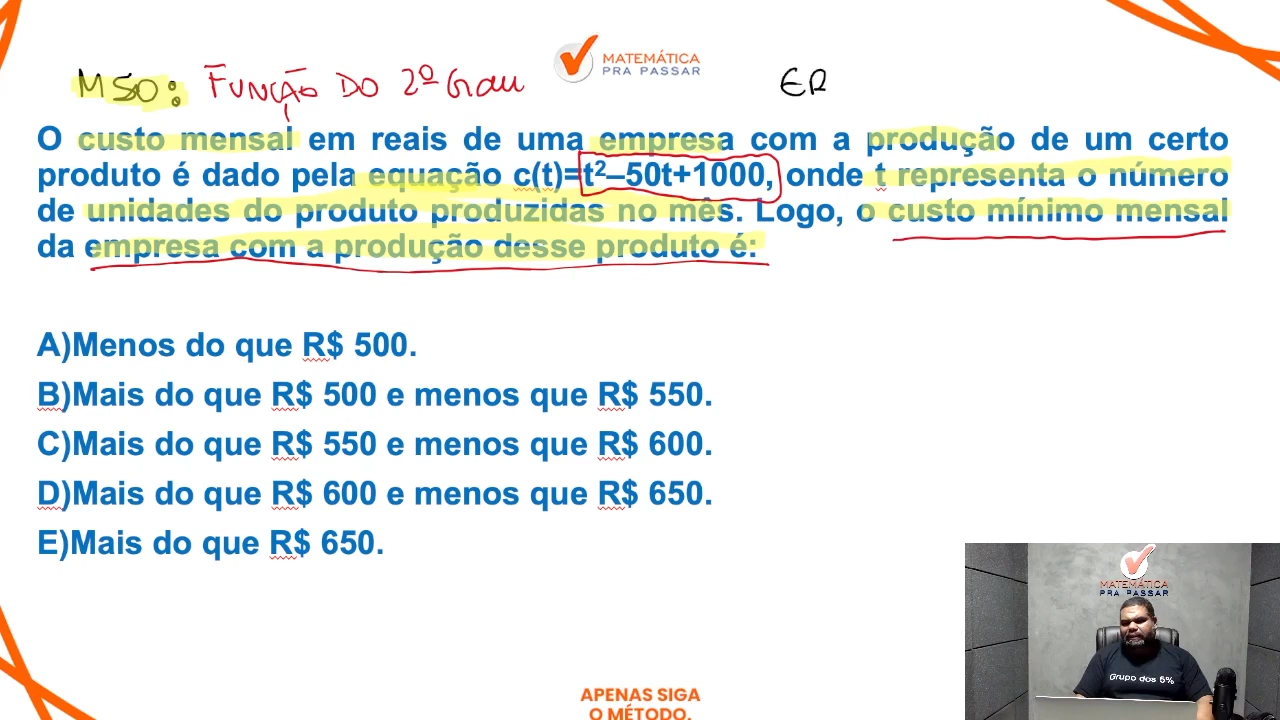 MATEMÁTICA
PRA PASSAR
MSO: FUNÇÃO DO 2º Grau ER
O custo mensal em reais de uma empresa com a produção de um certo
produto é dado pela equação c(t)=t²–50t+1000, onde t representa o número
de unidades do produto produzidas no mês. Logo, o custo mínimo mensal
da empresa com a produção desse produto é:
A)Menos do que R$ 500.
B)Mais do que R$ 500 e menos que R$ 550.
C)Mais do que R$ 550 e menos que R$ 600.
D)Mais do que R$ 600 e menos que R$ 650.
E)Mais do que R$ 650.
MATEMÁTICA
PRA PASSAR
Grupo dos 5%
APENAS SIGA
O MÉTODO.